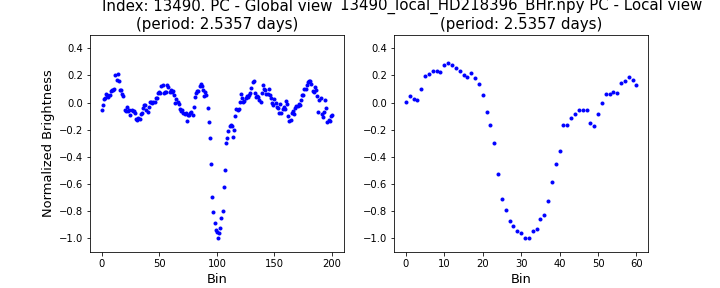 Index: 13490. PC - Global view
(period: 2.5357 days)
13490_local_HD218396_BHr.npy PC - Local view
(period: 2.5357 days)
Normalized Brightness
0.4
0.2
0.0
−0.2
−0.4
−0.6
−0.8
−1.0
0 50 100 150 200
Bin
0.4
0.2
0.0
−0.2
−0.4
−0.6
−0.8
−1.0
0 10 20 30 40 50 60
Bin